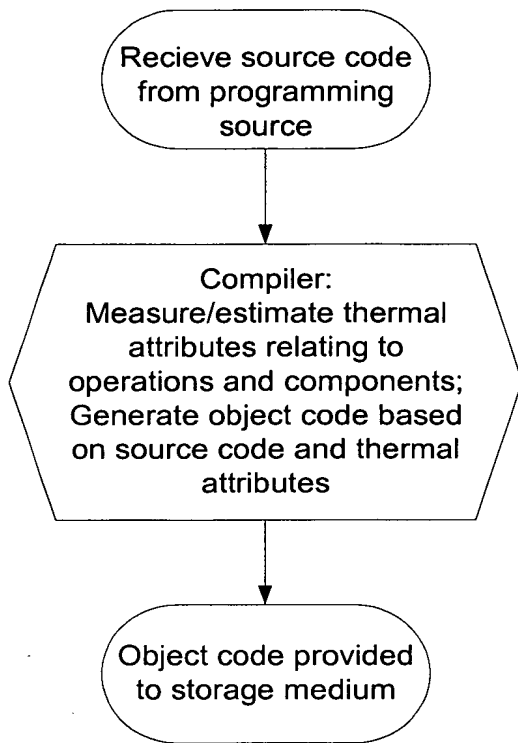 Recieve source code
from programming
source
Compiler:
Measure/estimate thermal
attributes relating to
operations and components;
Generate object code based
on source code and thermal
attributes
Object code provided
to storage medium